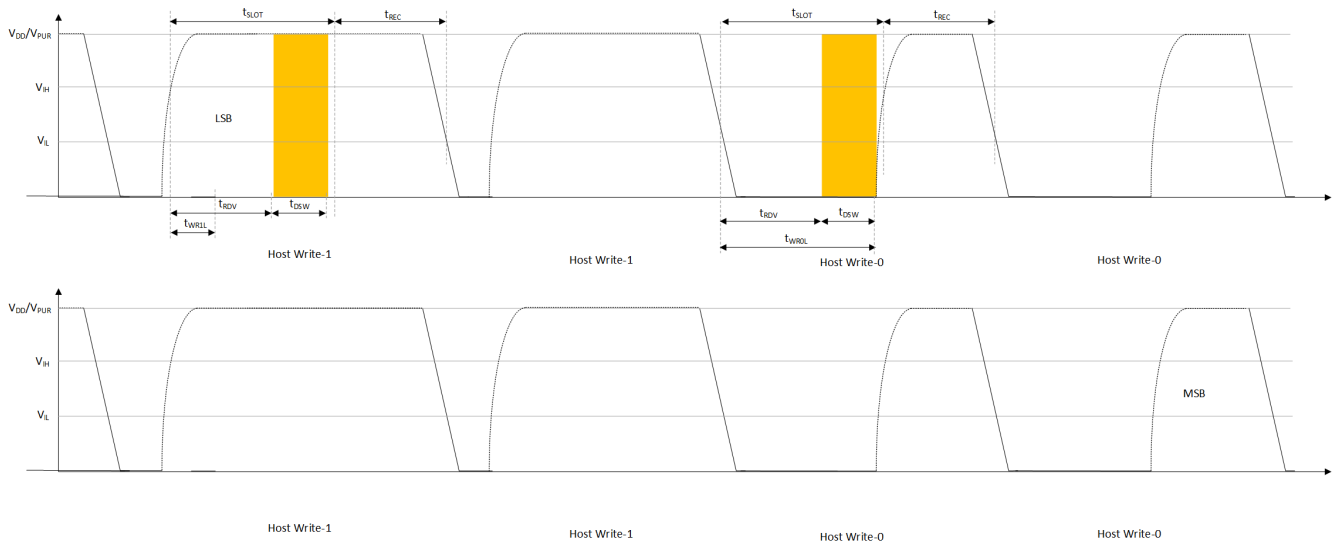 tSLOT tREC tSLOT tREC
VDD/VPUR
VIH
LSB
VIL
tRDV tDSW tRDV tDSW
tWR1L tWR0L
Host Write-1 Host Write-1 Host Write-0 Host Write-0
VDD/VPUR
VIH
MSB
VIL
Host Write-1 Host Write-1 Host Write-0 Host Write-0